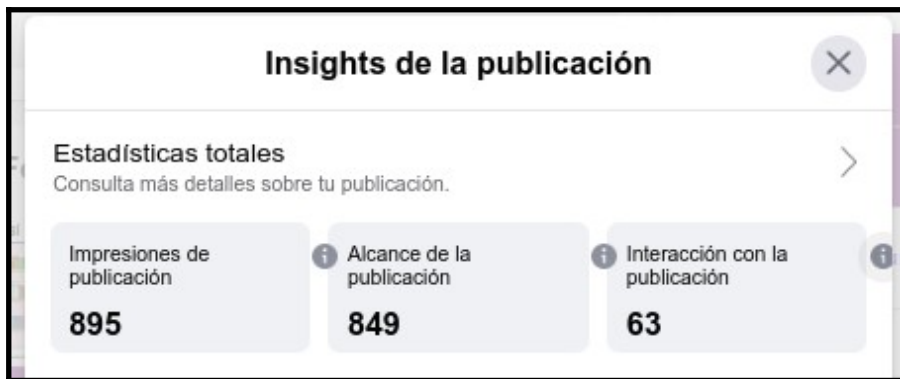 Insights de la publicación
Estadísticas totales
Consulta más detalles sobre tu publicación.
Impresiones de
publicación
895
Alcance de la
publicación
849
Interacción con la
publicación
63